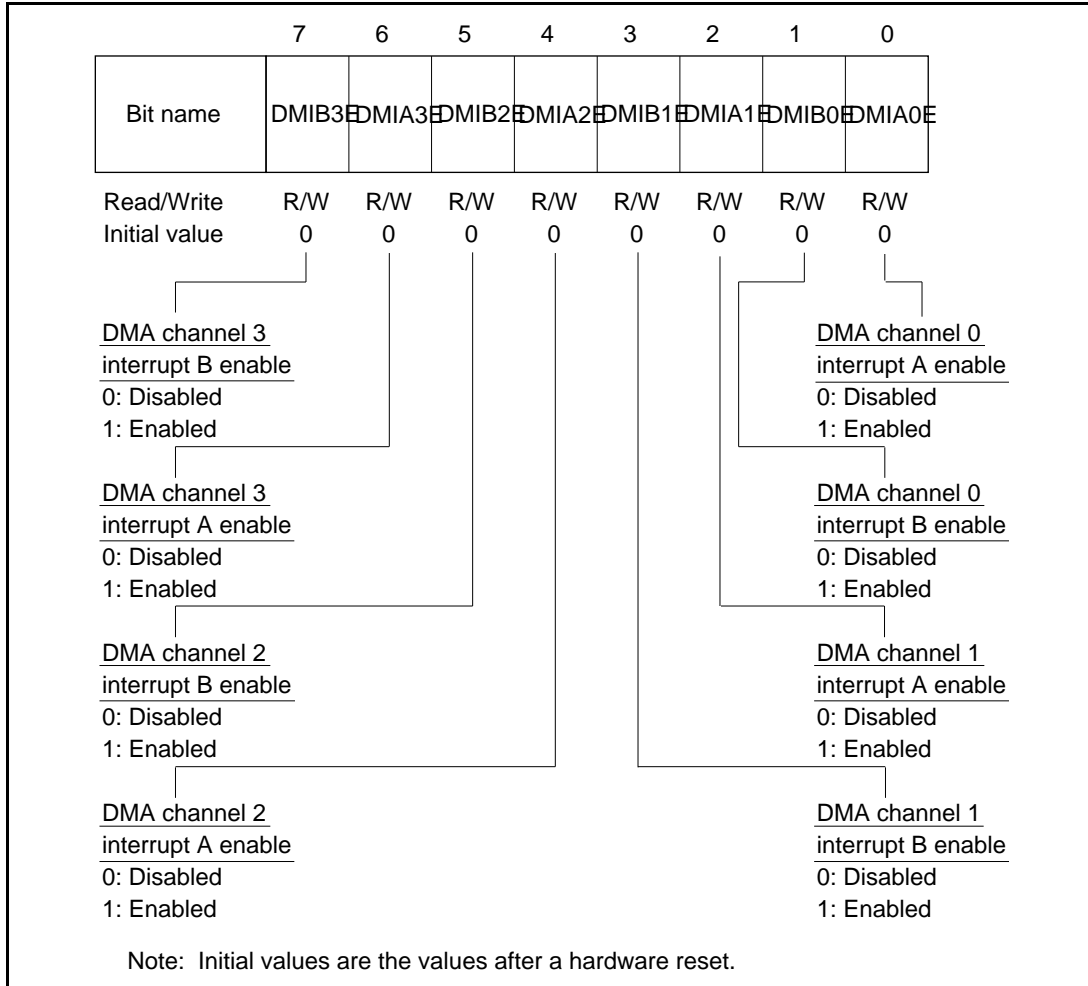 7 6 5 4 3 2 1 0
Bit name DMIB3E DMIA3E DMIB2E DMIA2E DMIB1E DMIA1E DMIB0E DMIA0E
Read/Write R/W R/W R/W R/W R/W R/W R/W R/W
Initial value 0 0 0 0 0 0 0 0
DMA channel 3
interrupt B enable
0: Disabled
1: Enabled
DMA channel 3
interrupt A enable
0: Disabled
1: Enabled
DMA channel 2
interrupt B enable
0: Disabled
1: Enabled
DMA channel 2
interrupt A enable
0: Disabled
1: Enabled
DMA channel 0
interrupt A enable
0: Disabled
1: Enabled
DMA channel 0
interrupt B enable
0: Disabled
1: Enabled
DMA channel 1
interrupt A enable
0: Disabled
1: Enabled
DMA channel 1
interrupt B enable
0: Disabled
1: Enabled
Note: Initial values are the values after a hardware reset.